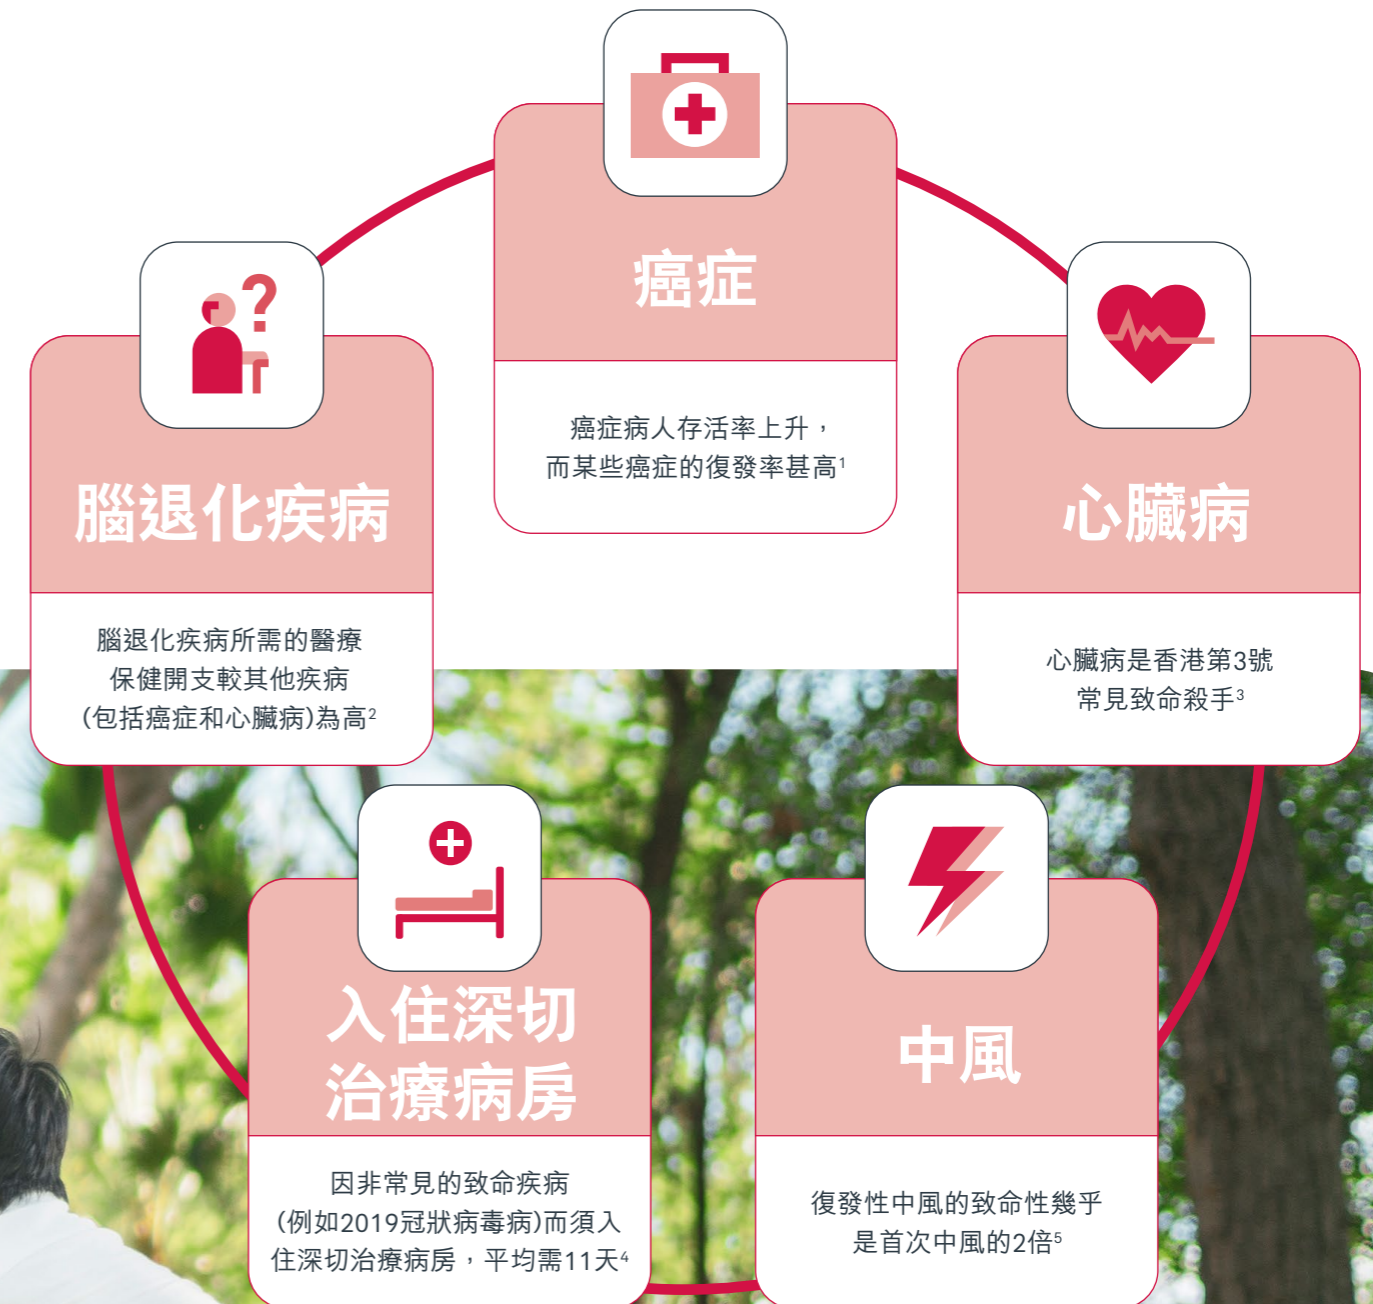 癌症
癌症病人存活率上升，
而某些癌症的復發率甚高1
?
腦退化疾病
腦退化疾病所需的醫療
保健開支較其他疾病
(包括癌症和心臟病)為高2
心臟病
心臟病是香港第3號
常見致命殺手3
入住深切
治療病房
因非常見的致命疾病
(例如2019冠狀病毒病)而須入
住深切治療病房，平均需11天4
中風
復發性中風的致命性幾乎
是首次中風的2倍5